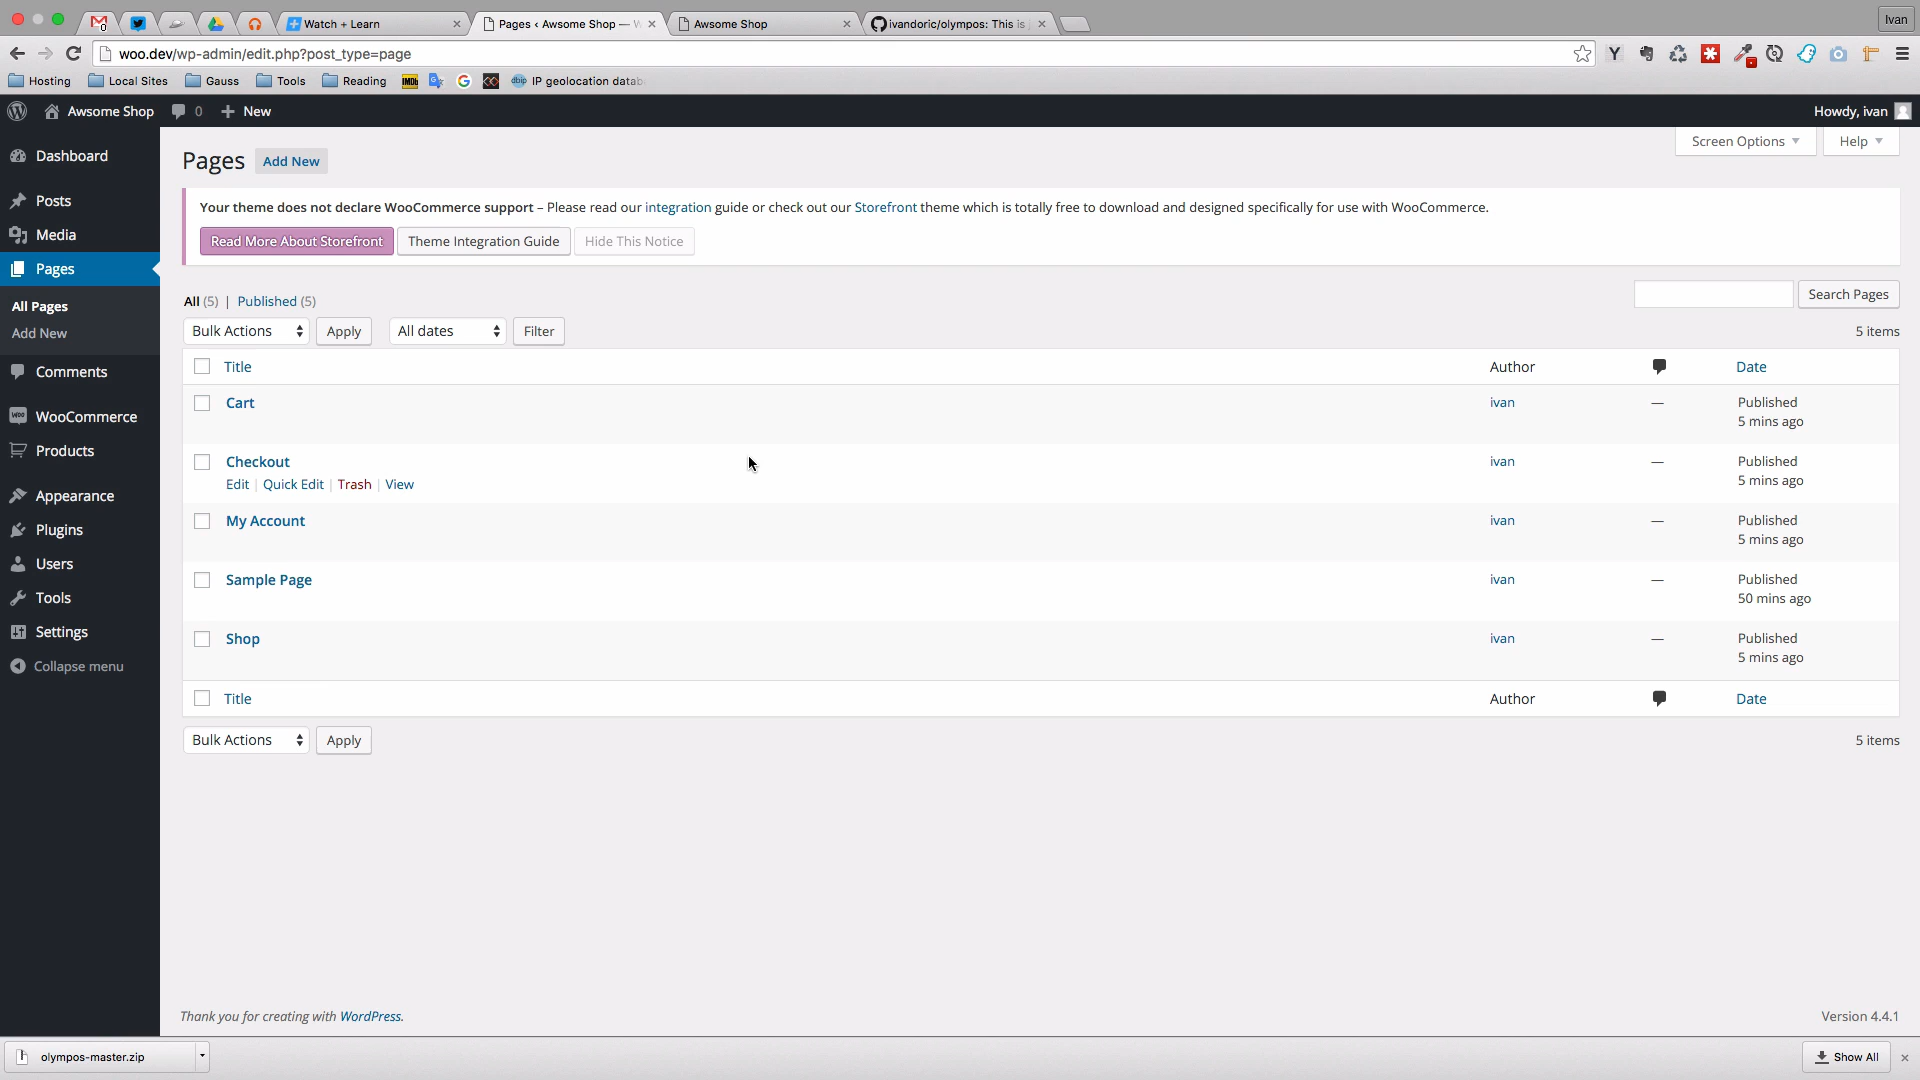 Watch + Learn
Pages ‹ Awsome Shop — W
Awsome Shop
ivandoric/olympos: This is
Ivan
woo.dev/wp-admin/edit.php?post_type=page
Hosting
Local Sites
Gauss
Tools
Reading
IMDb
dbip
IP geolocation datab
Awsome Shop
0
New
Howdy, ivan
Screen Options
Help
Dashboard
Posts
Media
Pages
All Pages
Add New
Comments
WooCommerce
Products
Appearance
Plugins
Users
Tools
Settings
Collapse menu
Pages
Add New
Your theme does not declare WooCommerce support – Please read our integration guide or check out our Storefront theme which is totally free to download and designed specifically for use with WooCommerce.
Read More About Storefront
Theme Integration Guide
Hide This Notice
All (5) | Published (5)
Search Pages
Bulk Actions
Apply
All dates
Filter
5 items
Title
Author
Date
Cart
ivan
—
Published
5 mins ago
Checkout
Edit | Quick Edit | Trash | View
ivan
—
Published
5 mins ago
My Account
ivan
—
Published
5 mins ago
Sample Page
ivan
—
Published
50 mins ago
Shop
ivan
—
Published
5 mins ago
Title
Author
Date
Bulk Actions
Apply
5 items
Thank you for creating with WordPress.
Version 4.4.1
olympos-master.zip
Show All